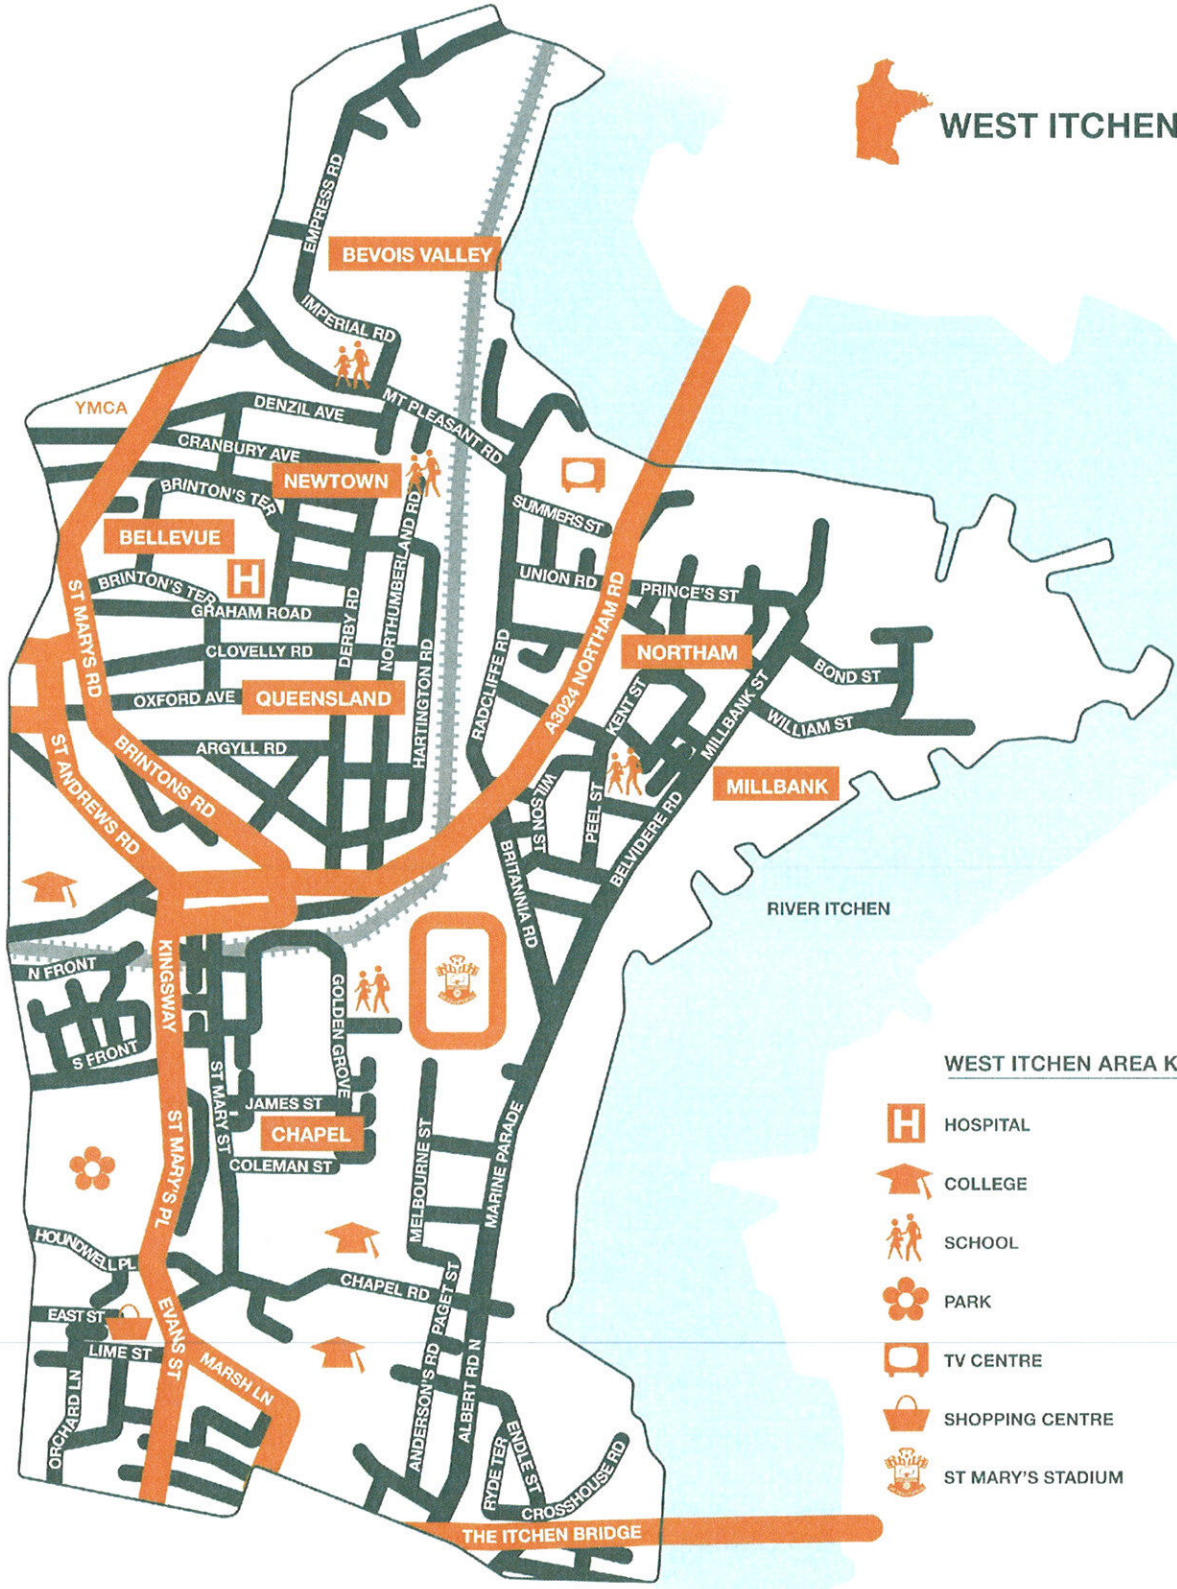 WEST ITCHEN
EMPRESS RD
BEVOIS VALLEY
IMPERIAL RD
YMCA
DENZIL AVE
MT PLEASANT RD
CRANBURY AVE
NEWTOWN
BRINTON'S TER
SUMMERS ST
BELLEVUE
H
BRINTON'S TER
GRAHAM ROAD
UNION RD
PRINCE'S ST
ST MARYS RD
DERBY RD
NORTHUMBERLAND RD
HARTINGTON RD
RADCLIFFE RD
A3024 NORTHAM RD
CLOVELLY RD
NORTHAM
BOND ST
OXFORD AVE
QUEENSLAND
KENT ST
MILLBANK ST
WILLIAM ST
ST ANDREWS RD
BRINTONS RD
ARGYLL RD
WILSON ST
PEEL ST
MILLBANK
BELVIDERE RD
BRITANNIA RD
RIVER ITCHEN
N FRONT
KINGSWAY
GOLDEN GROVE
S FRONT
ST MARY ST
JAMES ST
CHAPEL
COLEMAN ST
ST MARY'S PL
MELBOURNE ST
MARINE PARADE
HOUNDWELL PL
CHAPEL RD
PAGET ST
EAST ST
EVANS ST
LIME ST
MARSH LN
ORCHARD LN
ANDERSON'S RD
ALBERT RD N
RYDE TER
ENDLE ST
CROSSHOUSE RD
THE ITCHEN BRIDGE
WEST ITCHEN AREA K
H HOSPITAL
COLLEGE
SCHOOL
PARK
TV CENTRE
SHOPPING CENTRE
ST MARY'S STADIUM